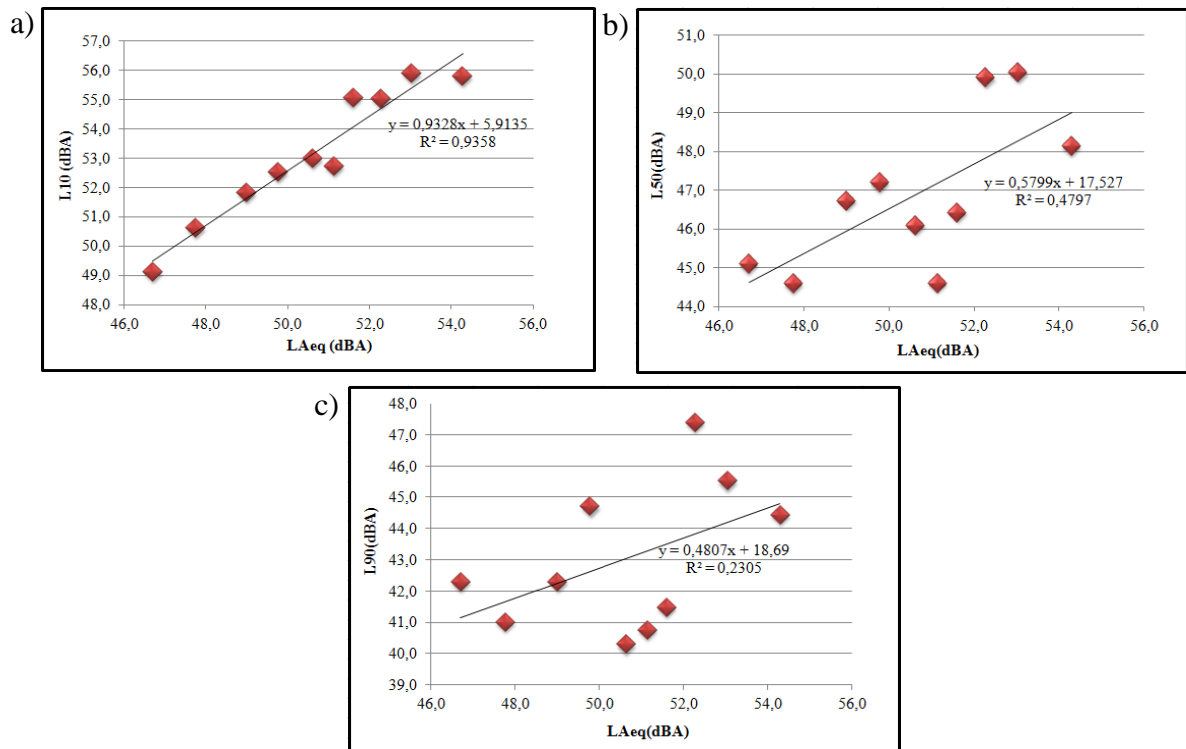 a)
57,0
56,0
55,0
54,0
53,0
52,0
51,0
50,0
49,0
48,0
L10 (dBA)
y = 0,9328x + 5,9135
R² = 0,9358
46,0 48,0 50,0 52,0 54,0 56,0
LAeq (dBA)
b)
51,0
50,0
49,0
48,0
47,0
46,0
45,0
44,0
L50(dBA)
y = 0,5799x + 17,527
R² = 0,4797
46,0 48,0 50,0 52,0 54,0 56,0
LAeq(dBA)
c)
48,0
47,0
46,0
45,0
44,0
43,0
42,0
41,0
40,0
39,0
L90(dBA)
y = 0,4807x + 18,69
R² = 0,2305
46,0 48,0 50,0 52,0 54,0 56,0
LAeq(dBA)